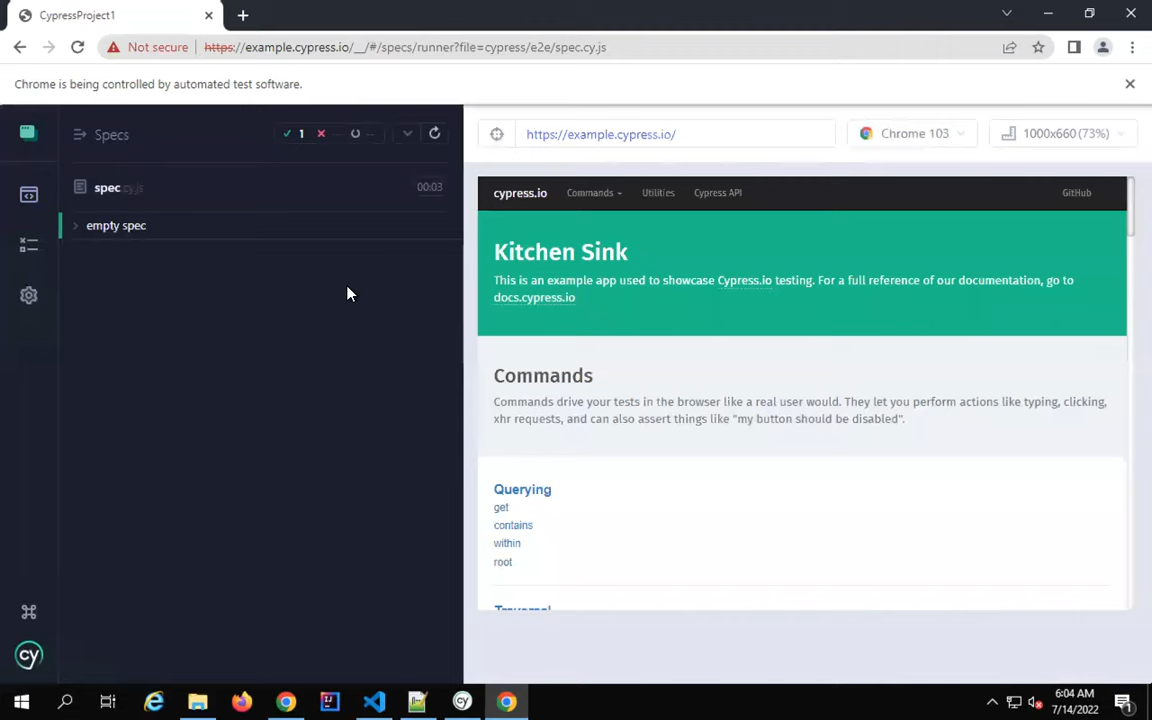 CypressProject1
Not secure https://example.cypress.io/__/#/specs/runner?file=cypress/e2e/spec.cy.js
Chrome is being controlled by automated test software.
Specs 1 -- --
https://example.cypress.io/ Chrome 103 1000x660 (73%)
spec cy.js 00:03
empty spec
cypress.io Commands Utilities Cypress API GitHub
Kitchen Sink
This is an example app used to showcase Cypress.io testing. For a full reference of our documentation, go to
docs.cypress.io
Commands
Commands drive your tests in the browser like a real user would. They let you perform actions like typing, clicking,
xhr requests, and can also assert things like "my button should be disabled".
Querying
get
contains
within
root
Traversal
cy
cy
6:04 AM
7/14/2022
1